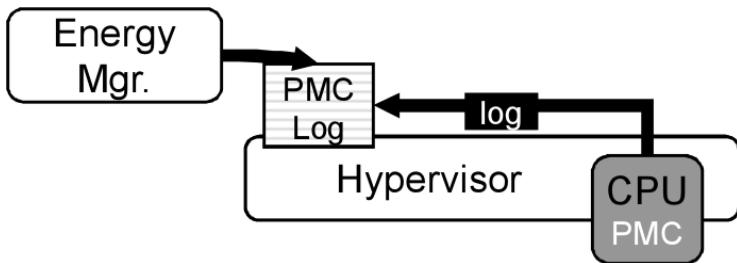 Energy
Mgr.
PMC
Log
log
Hypervisor
CPU
PMC